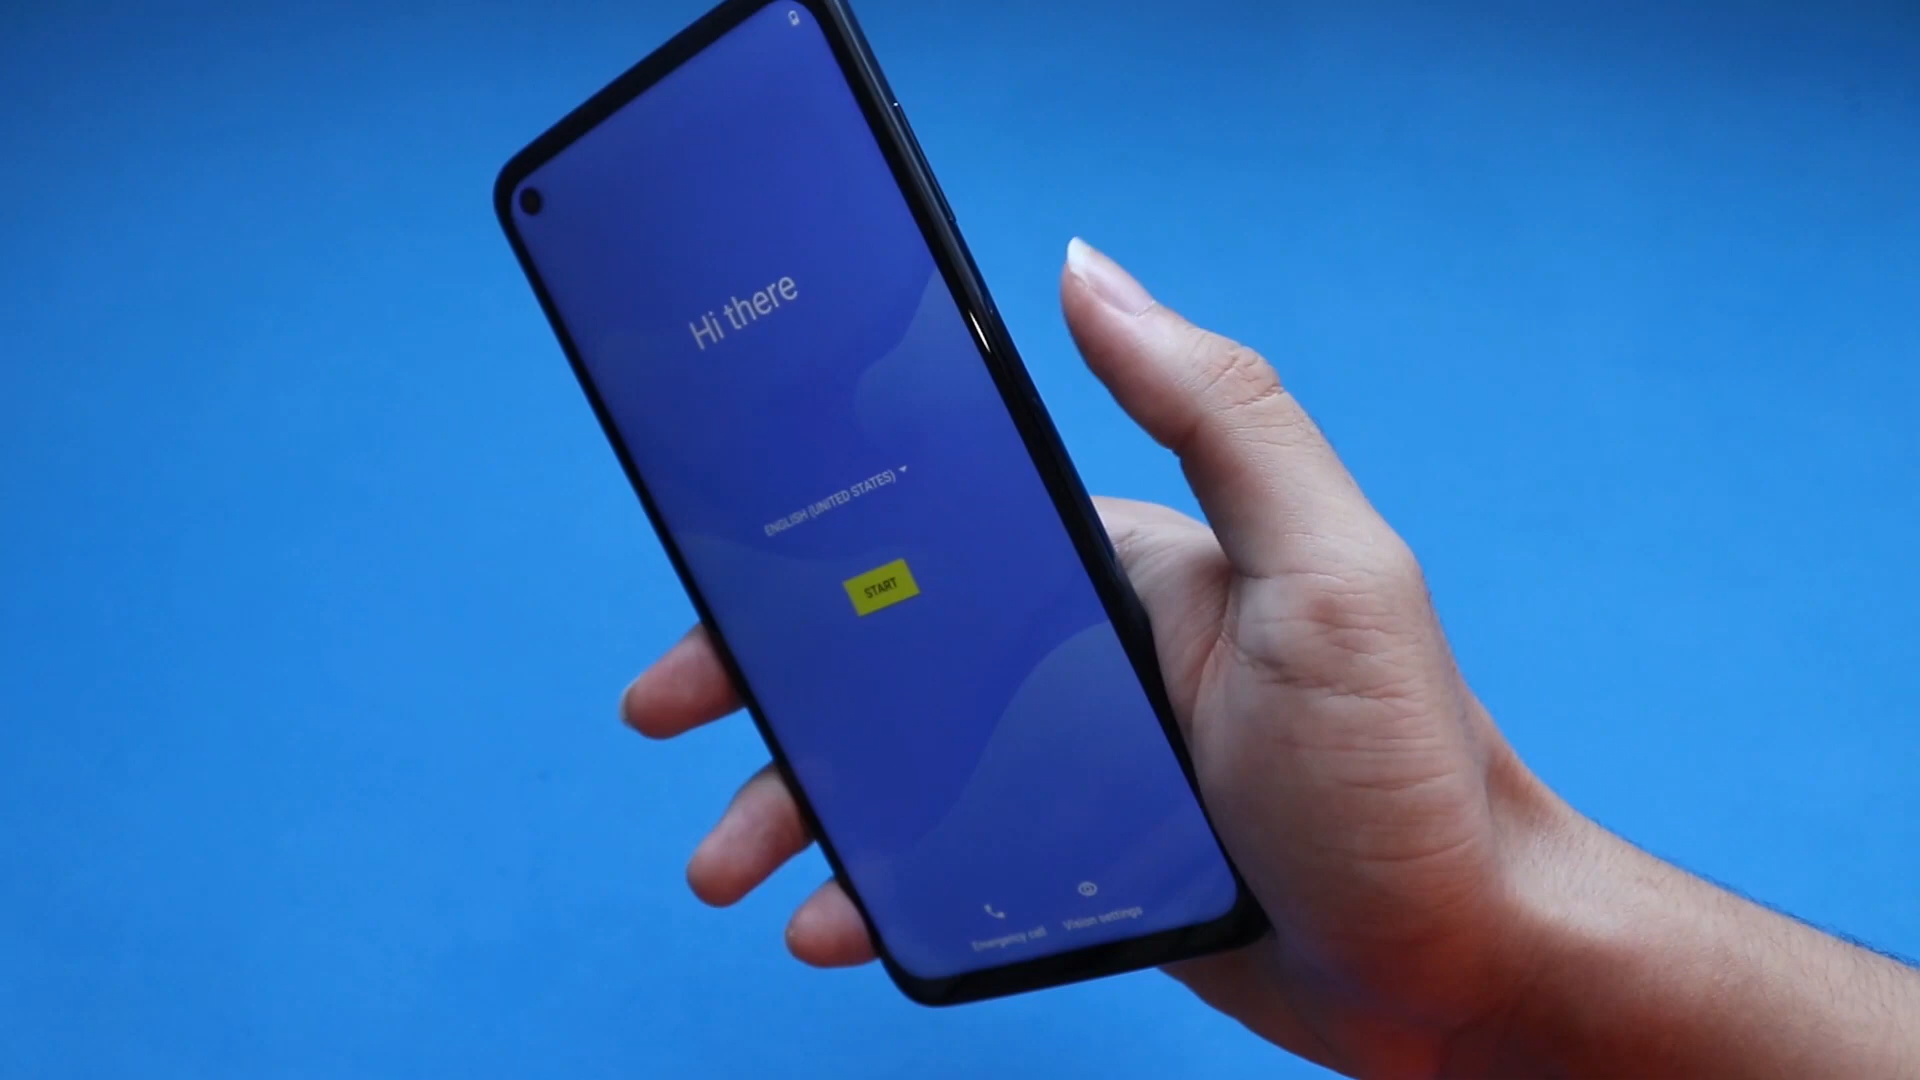 Hi there
ENGLISH (UNITED STATES)
START
Emergency call
Vision settings